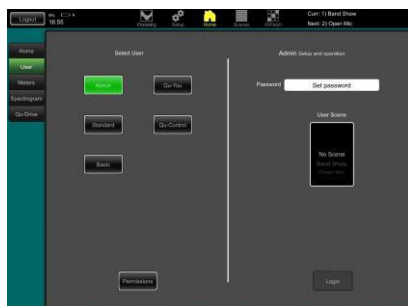 Logout
16:56
Processing
Setup
Home
Scenes
Curr: 1) Band Show
Next: 2) Open Mic
Home
User
Meters
Spectrogram
Qu-Drive
Select User
Admin
Qu-You
Standard
Qu-Control
Basic
Permissions
Admin Setup and operation
Password
Set password
User Scene
No Scene
Band Show
Open Mic
Login